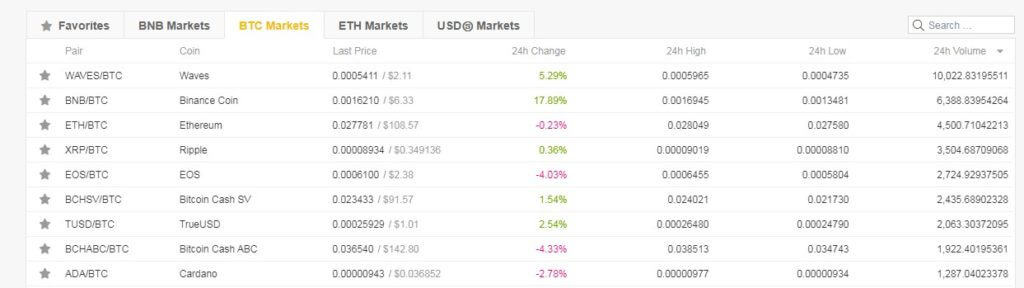 Favorites BNB Markets BTC Markets ETH Markets USD@ Markets Search ...
Pair Coin Last Price 24h Change 24h High 24h Low 24h Volume
WAVES/BTC Waves 0.0005411 / $2.11 5.29% 0.0005965 0.0004735 10,022.83195511
BNB/BTC Binance Coin 0.0016210 / $6.33 17.89% 0.0016945 0.0013481 6,388.83954264
ETH/BTC Ethereum 0.027781 / $108.57 -0.23% 0.028049 0.027580 4,500.71042213
XRP/BTC Ripple 0.00008934 / $0.349136 0.36% 0.00009019 0.00008810 3,504.68709068
EOS/BTC EOS 0.0006100 / $2.38 -4.03% 0.0006455 0.0005804 2,724.92937505
BCHSV/BTC Bitcoin Cash SV 0.023433 / $91.57 1.54% 0.024021 0.021730 2,435.68902328
TUSD/BTC TrueUSD 0.00025929 / $1.01 2.54% 0.00026480 0.00024790 2,063.30372095
BCHABC/BTC Bitcoin Cash ABC 0.036540 / $142.80 -4.33% 0.038513 0.034743 1,922.40195361
ADA/BTC Cardano 0.00000943 / $0.036852 -2.78% 0.00000977 0.00000934 1,287.04023378